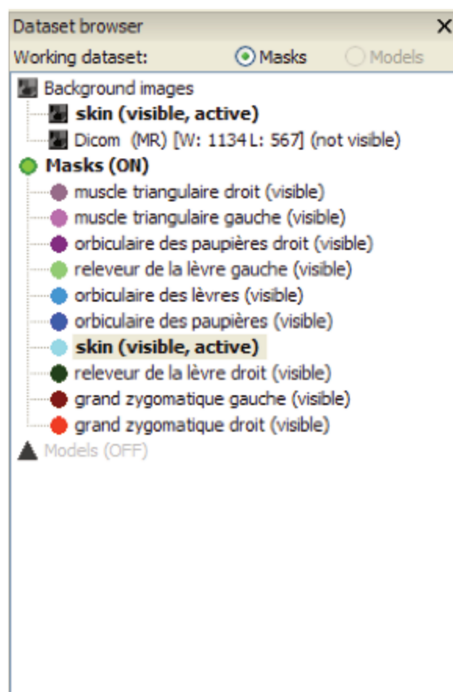 Dataset browser
Working dataset: Masks Models
Background images
skin (visible, active)
Dicom (MR) [W: 1134 L: 567] (not visible)
Masks (ON)
muscle triangulaire droit (visible)
muscle triangulaire gauche (visible)
orbiculaire des paupières droit (visible)
releveur de la lèvre gauche (visible)
orbiculaire des lèvres (visible)
orbiculaire des paupières (visible)
skin (visible, active)
releveur de la lèvre droit (visible)
grand zygomatique gauche (visible)
grand zygomatique droit (visible)
Models (OFF)